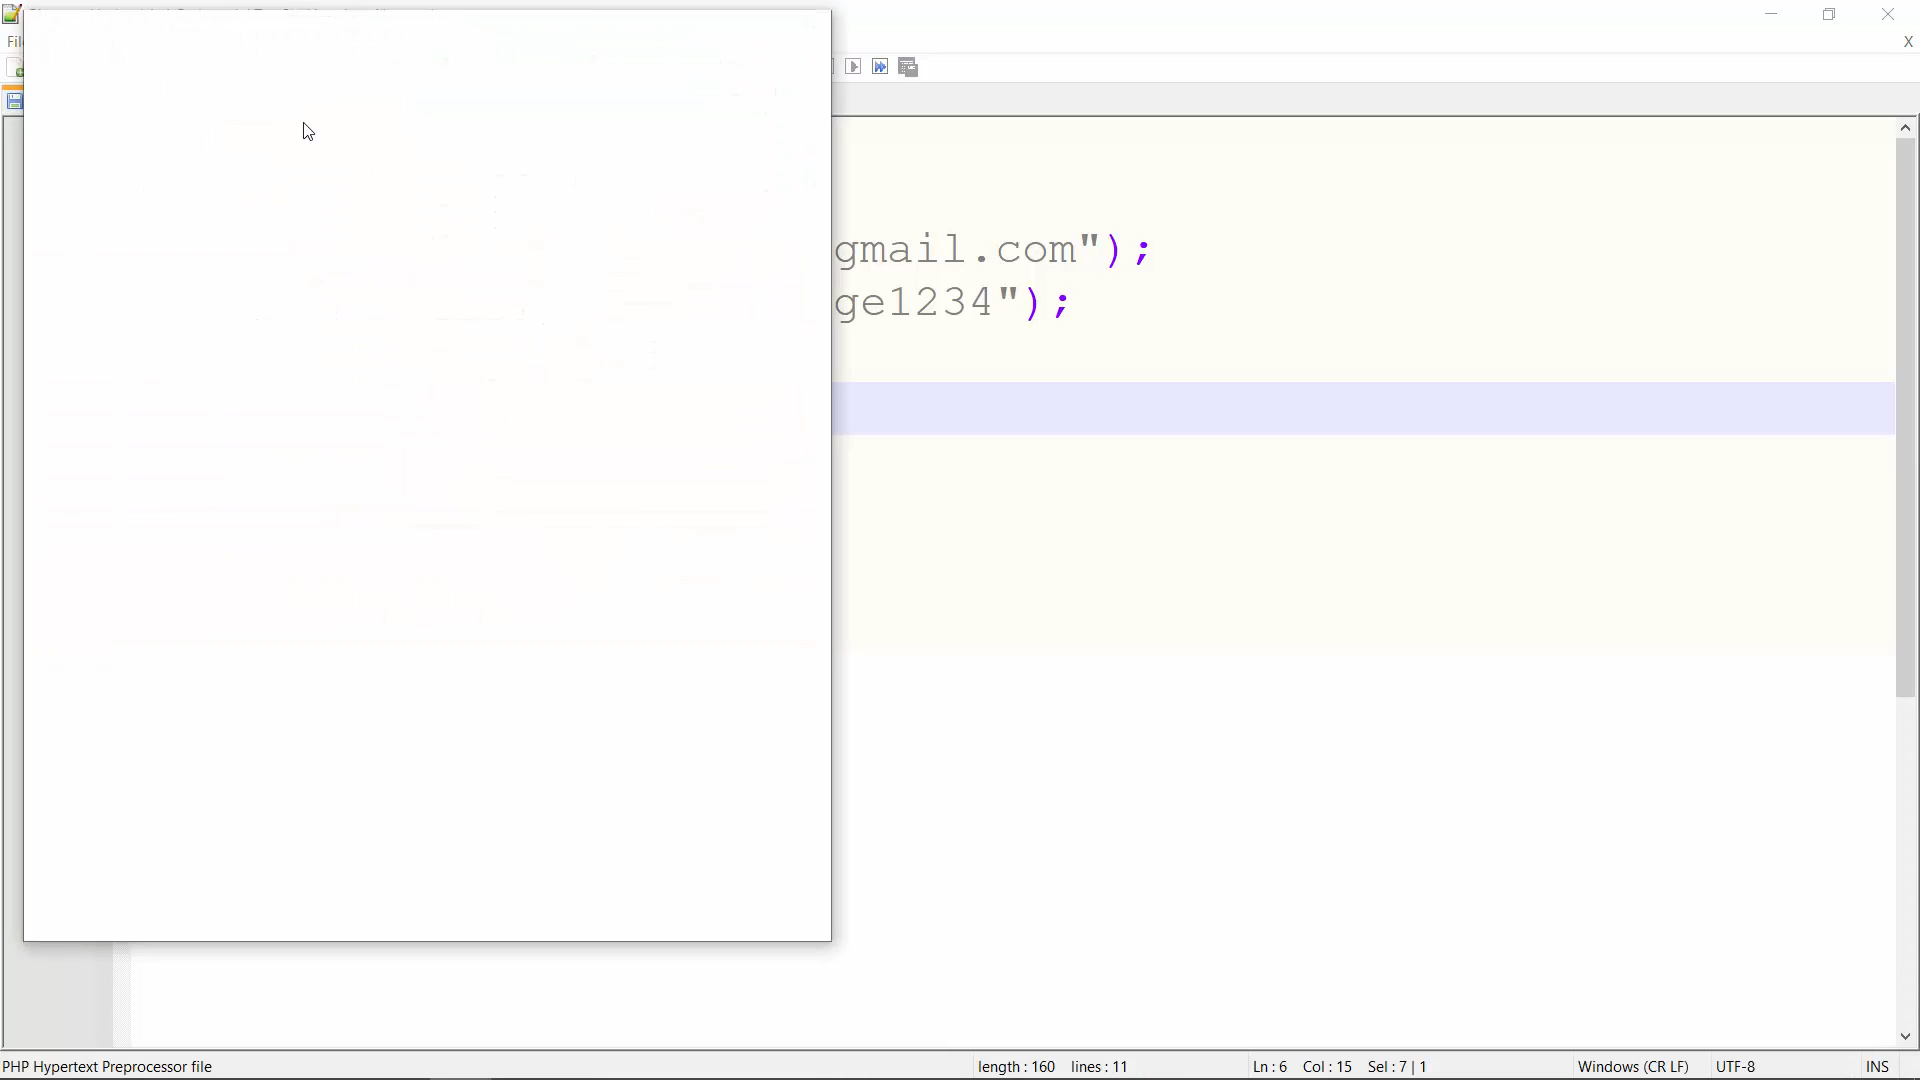 Fil
X
gmail.com");
ge1234");
PHP Hypertext Preprocessor file length : 160 lines : 11 Ln : 6 Col : 15 Sel : 7 | 1 Windows (CR LF) UTF-8 INS